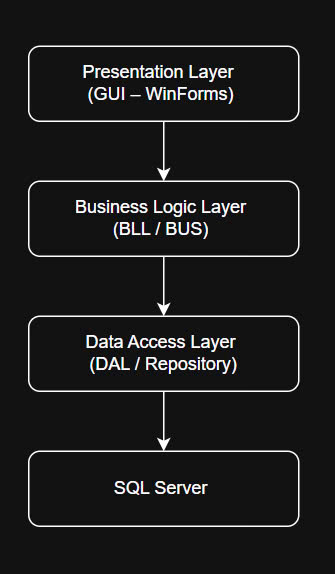 Presentation Layer
(GUI – WinForms)
Business Logic Layer
(BLL / BUS)
Data Access Layer
(DAL / Repository)
SQL Server